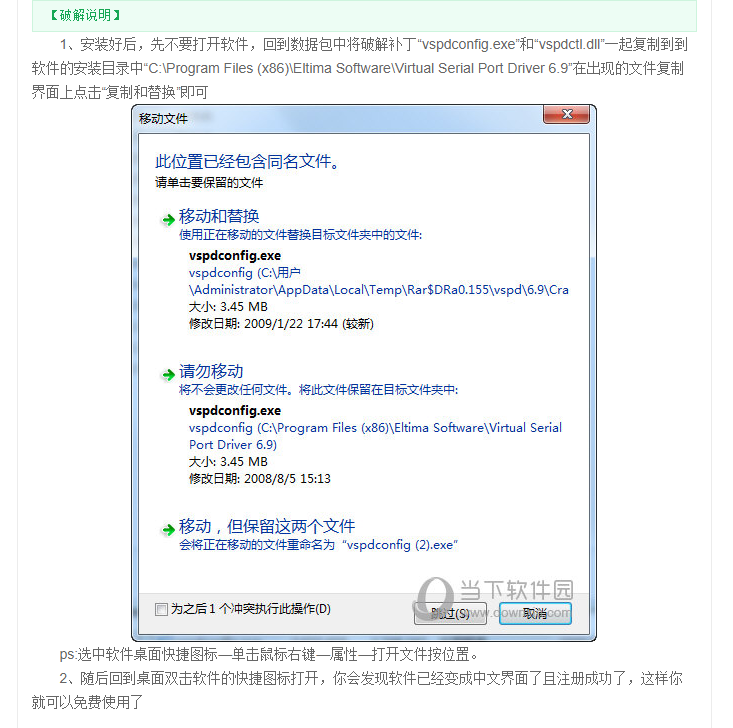 【破解说明】
1、安装好后，先不要打开软件，回到数据包中将破解补丁“vspdconfig.exe”和“vspdctl.dll”一起复制到到
软件的安装目录中“C:\Program Files (x86)\Eltima Software\Virtual Serial Port Driver 6.9”在出现的文件复制
界面上点击“复制和替换”即可
移动文件
此位置已经包含同名文件。
请单击要保留的文件
移动和替换
使用正在移动的文件替换目标文件夹中的文件:
vspdconfig.exe
vspdconfig (C:\用户
\Administrator\AppData\Local\Temp\Rar$DRa0.155\vspd\6.9\Cra
大小: 3.45 MB
修改日期: 2009/1/22 17:44 (较新)
请勿移动
将不会更改任何文件。将此文件保留在目标文件夹中:
vspdconfig.exe
vspdconfig (C:\Program Files (x86)\Eltima Software\Virtual Serial
Port Driver 6.9)
大小: 3.45 MB
修改日期: 2008/8/5 15:13
移动，但保留这两个文件
会将正在移动的文件重命名为“vspdconfig (2).exe”
为之后 1 个冲突执行此操作(D)
跳过(S)
取消
当下软件园
ps:选中软件桌面快捷图标—单击鼠标右键—属性—打开文件按位置。
2、随后回到桌面双击软件的快捷图标打开，你会发现软件已经变成中文界面了且注册成功了，这样你
就可以免费使用了